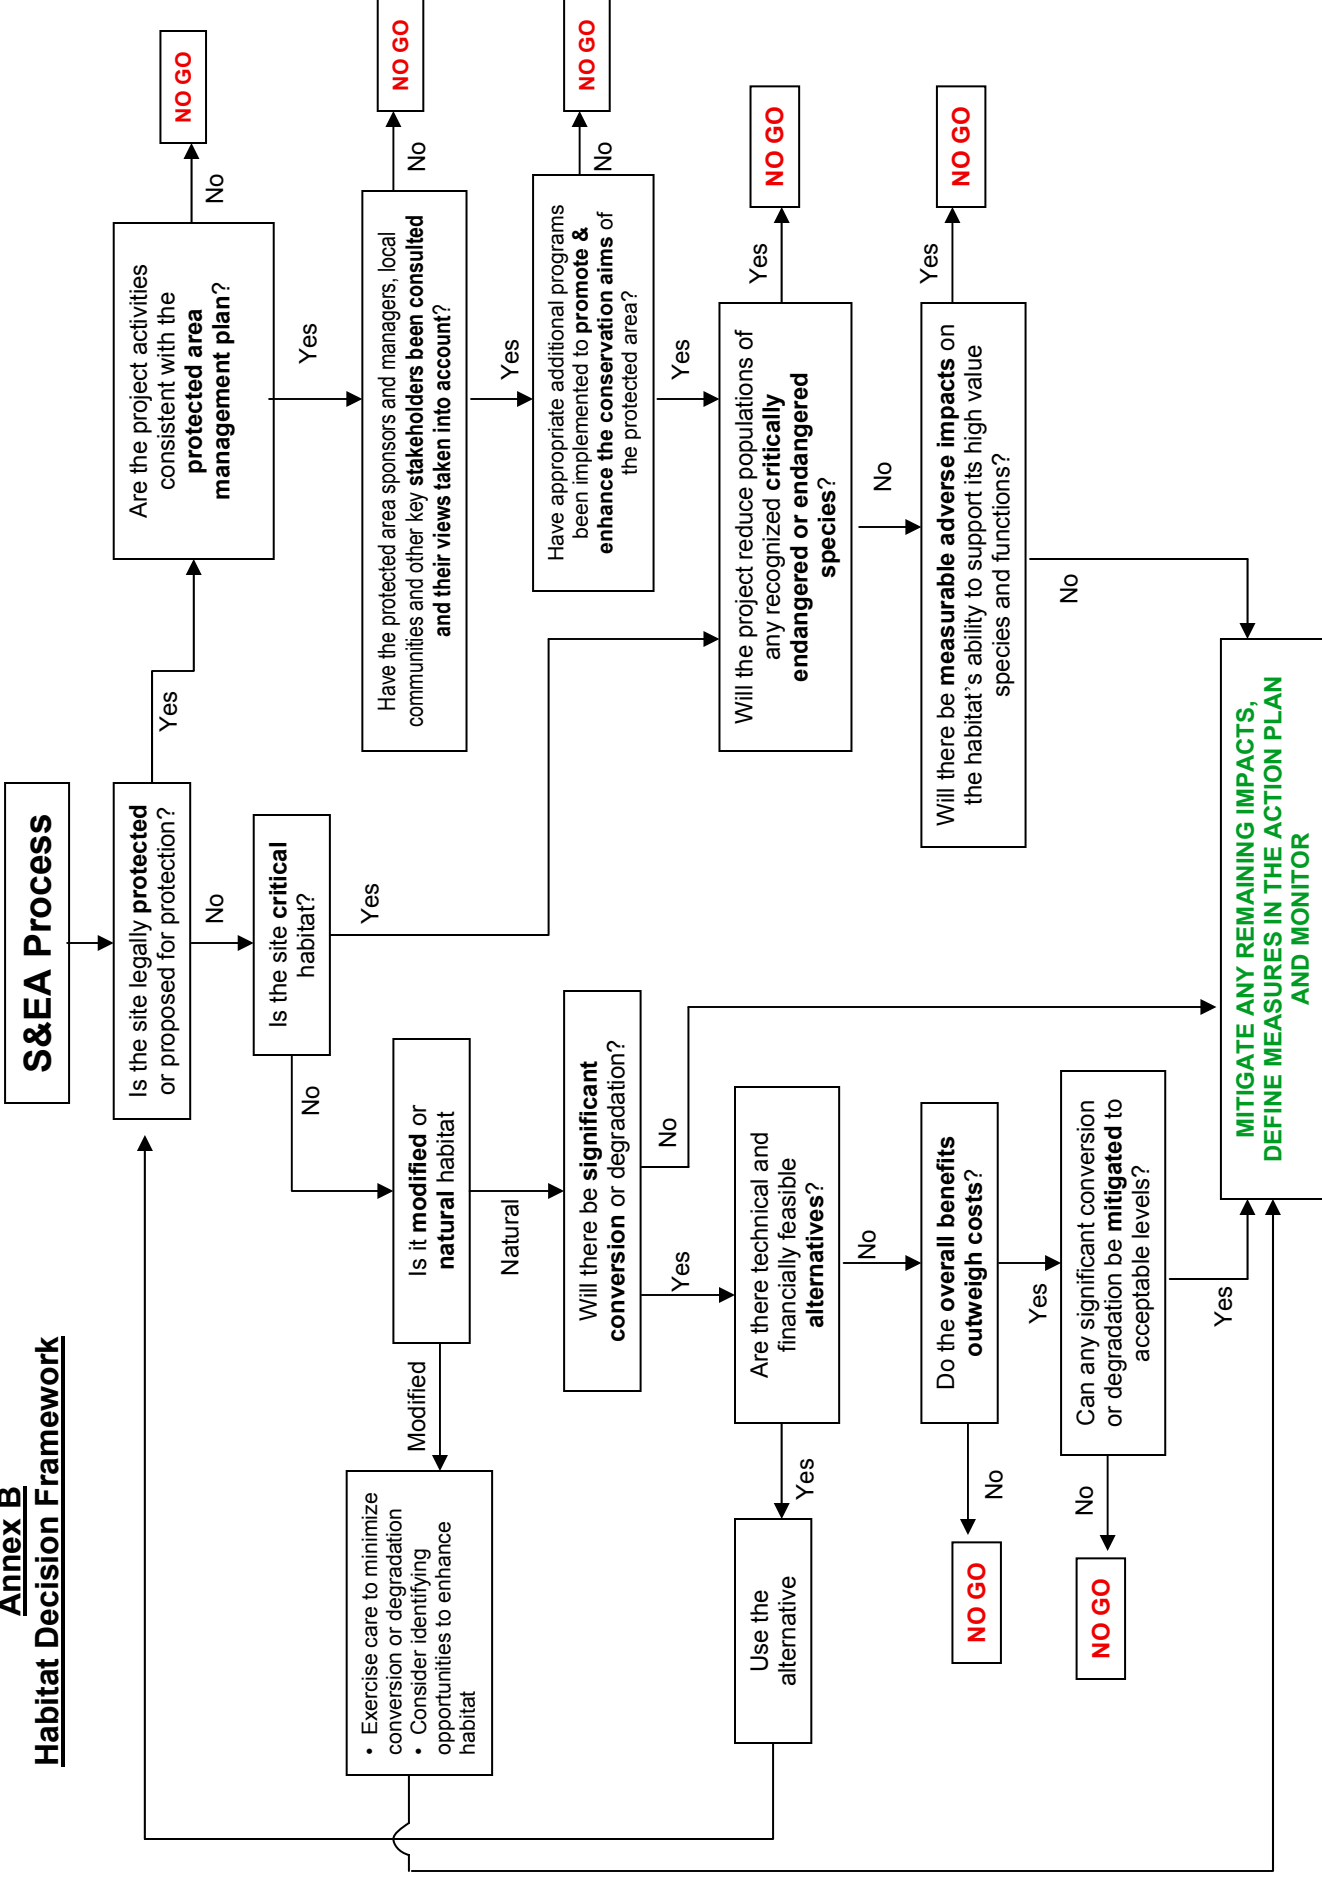 Annex B
Habitat Decision Framework
S&EA Process
Is the site legally protected
or proposed for protection?
Yes
No
Are the project activities
consistent with the
protected area
management plan?
No
NO GO
Yes
Have the protected area sponsors and managers, local
communities and other key stakeholders been consulted
and their views taken into account?
No
NO GO
Yes
Have appropriate additional programs
been implemented to promote &
enhance the conservation aims of
the protected area?
No
NO GO
Yes
Is the site critical
habitat?
No
Yes
Will the project reduce populations of
any recognized critically
endangered or endangered
species?
Yes
NO GO
No
Will there be measurable adverse impacts on
the habitat's ability to support its high value
species and functions?
Yes
NO GO
No
Is it modified or
natural habitat
Modified
Natural
• Exercise care to minimize
conversion or degradation
• Consider identifying
opportunities to enhance
habitat
Will there be significant
conversion or degradation?
No
Yes
Are there technical and
financially feasible
alternatives?
Yes
Use the
alternative
No
Do the overall benefits
outweigh costs?
No
NO GO
Yes
Can any significant conversion
or degradation be mitigated to
acceptable levels?
No
NO GO
Yes
MITIGATE ANY REMAINING IMPACTS,
DEFINE MEASURES IN THE ACTION PLAN
AND MONITOR